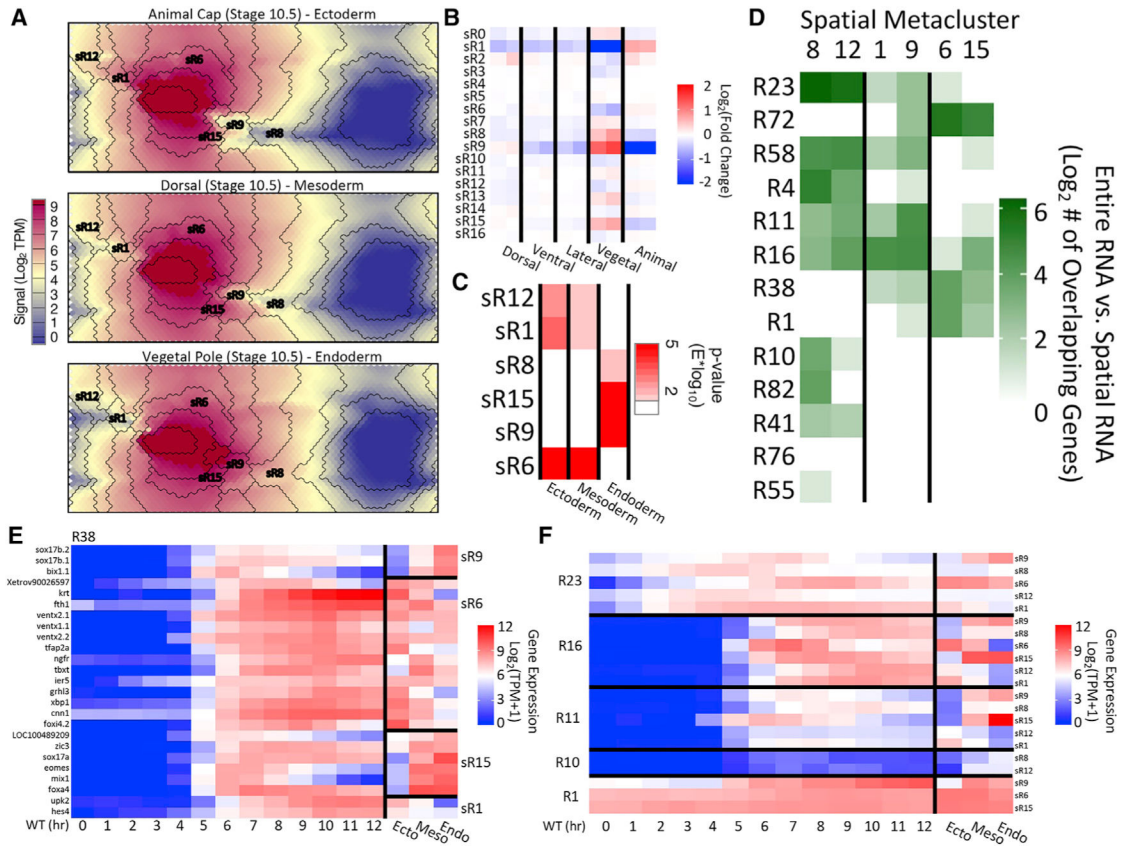 A
Animal Cap (Stage 10.5) - Ectoderm
sR12
sR1
sR6
sR9
sR15
sR8
Dorsal (Stage 10.5) - Mesoderm
sR12
sR1
sR6
sR9
sR15
sR8
Vegetal Pole (Stage 10.5) - Endoderm
sR12
sR1
sR6
sR9
sR15
sR8
Signal (Log2 TPM)
9
8
7
6
5
4
3
2
1
0
B
sR0
sR1
sR2
sR3
sR4
sR5
sR6
sR7
sR8
sR9
sR10
sR11
sR12
sR13
sR14
sR15
sR16
Dorsal
Ventral
Lateral
Vegetal
Animal
2
1
0
-1
-2
Log2(Fold Change)
C
sR12
sR1
sR8
sR15
sR9
sR6
Ectoderm
Mesoderm
Endoderm
5
2
p-value
(E*log10)
D
Spatial Metacluster
8 12 1 9 6 15
R23
R72
R58
R4
R11
R16
R38
R1
R10
R82
R41
R76
R55
6
4
2
0
Entire RNA vs. Spatial RNA
(Log2 # of Overlapping Genes)
E
R38
sox17b.2
sox17b.1
bix1.1
Xetrov90026597
krt
fth1
ventx2.1
ventx1.1
ventx2.2
tfap2a
ngfr
tbxt
ier5
grhl3
xbp1
cnn1
foxi4.2
LOC100489209
zic3
sox17a
eomes
mix1
foxa4
upk2
hes4
sR9
sR6
sR15
sR1
WT (hr) 0 1 2 3 4 5 6 7 8 9 10 11 12 Ecto Meso Endo
12
9
6
3
0
Gene Expression
Log2(TPM+1)
F
R23
R16
R11
R10
R1
sR9
sR8
sR6
sR12
sR1
sR9
sR8
sR6
sR15
sR12
sR1
sR9
sR8
sR15
sR12
sR1
sR8
sR12
sR9
sR6
sR15
WT (hr) 0 1 2 3 4 5 6 7 8 9 10 11 12 Ecto Meso Endo
12
9
6
3
0
Gene Expression
Log2(TPM+1)